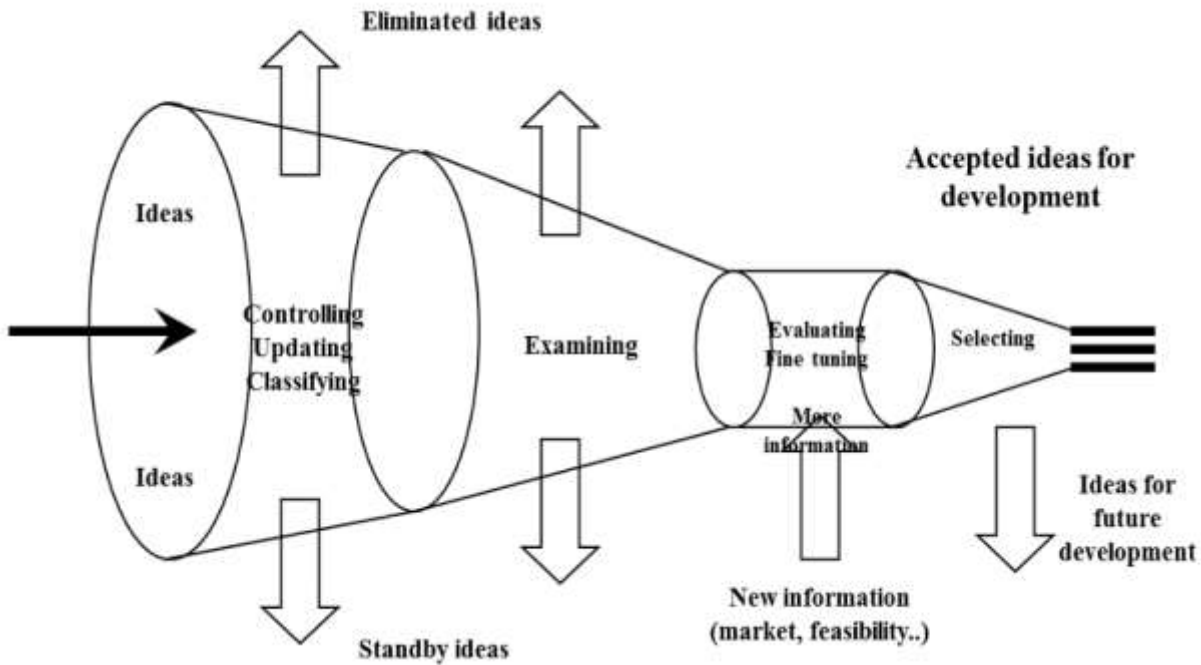 Eliminated ideas
Ideas
Ideas
Controlling
Updating
Classifying
Standby ideas
Examining
Evaluating
Fine tuning
More
information
New information
(market, feasibility..)
Selecting
Accepted ideas for
development
Ideas for
future
development